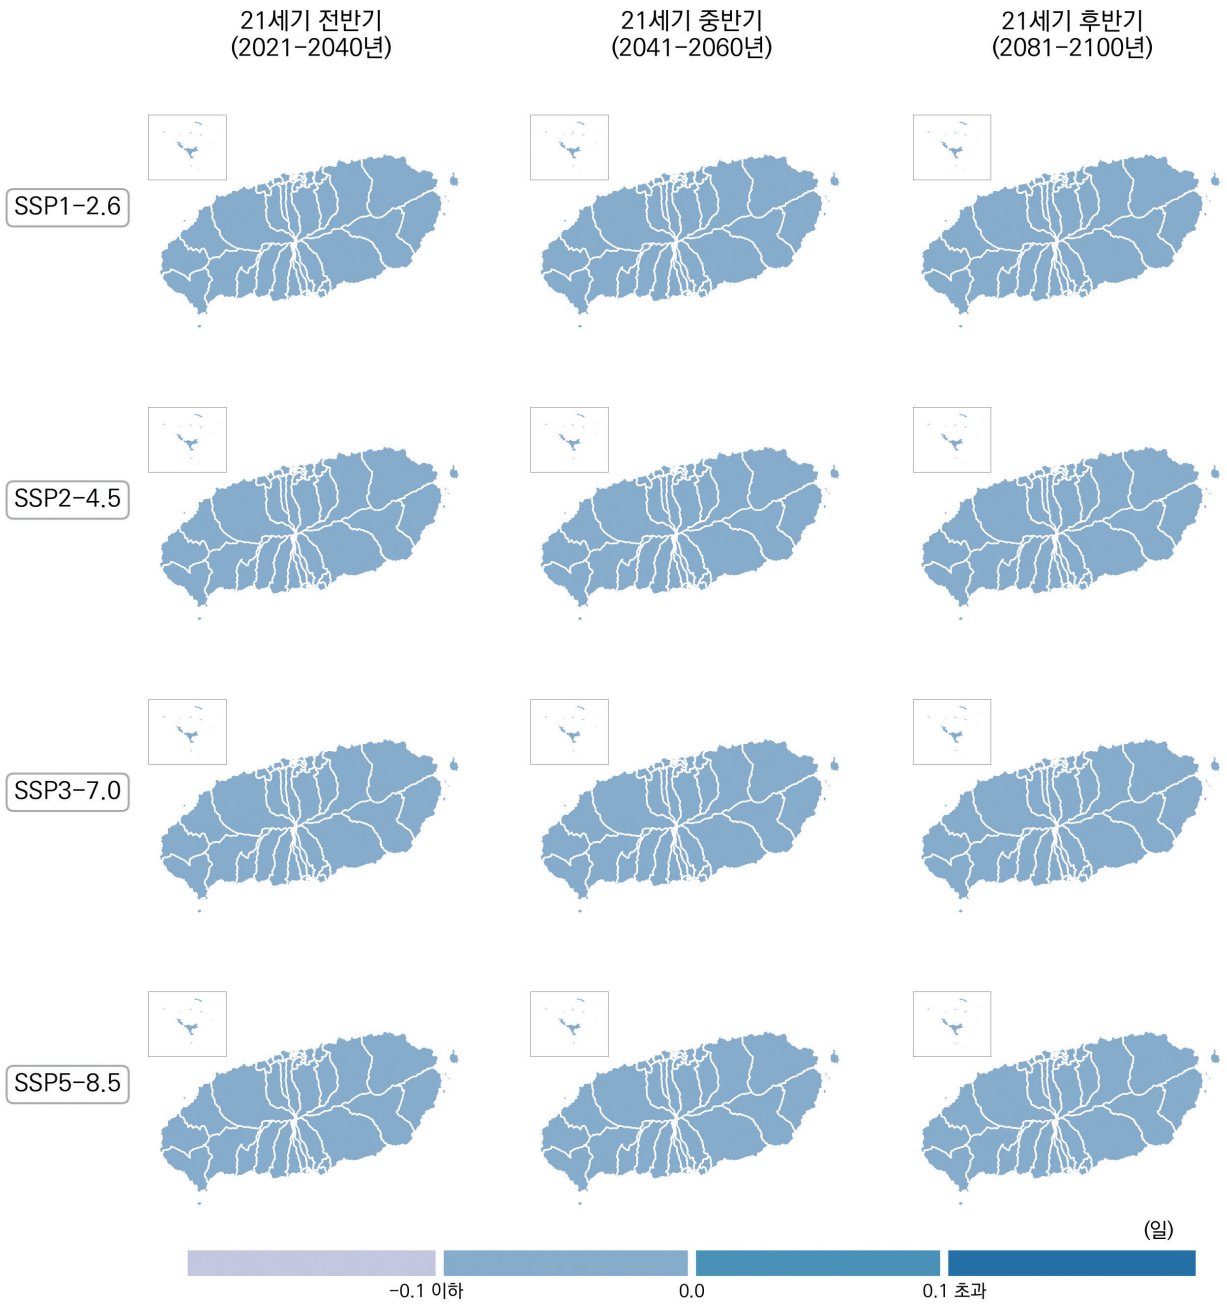 21세기 전반기
(2021-2040년)
21세기 중반기
(2041-2060년)
21세기 후반기
(2081-2100년)
SSP1-2.6
SSP2-4.5
SSP3-7.0
SSP5-8.5
(일)
-0.1 이하
0.0
0.1 초과